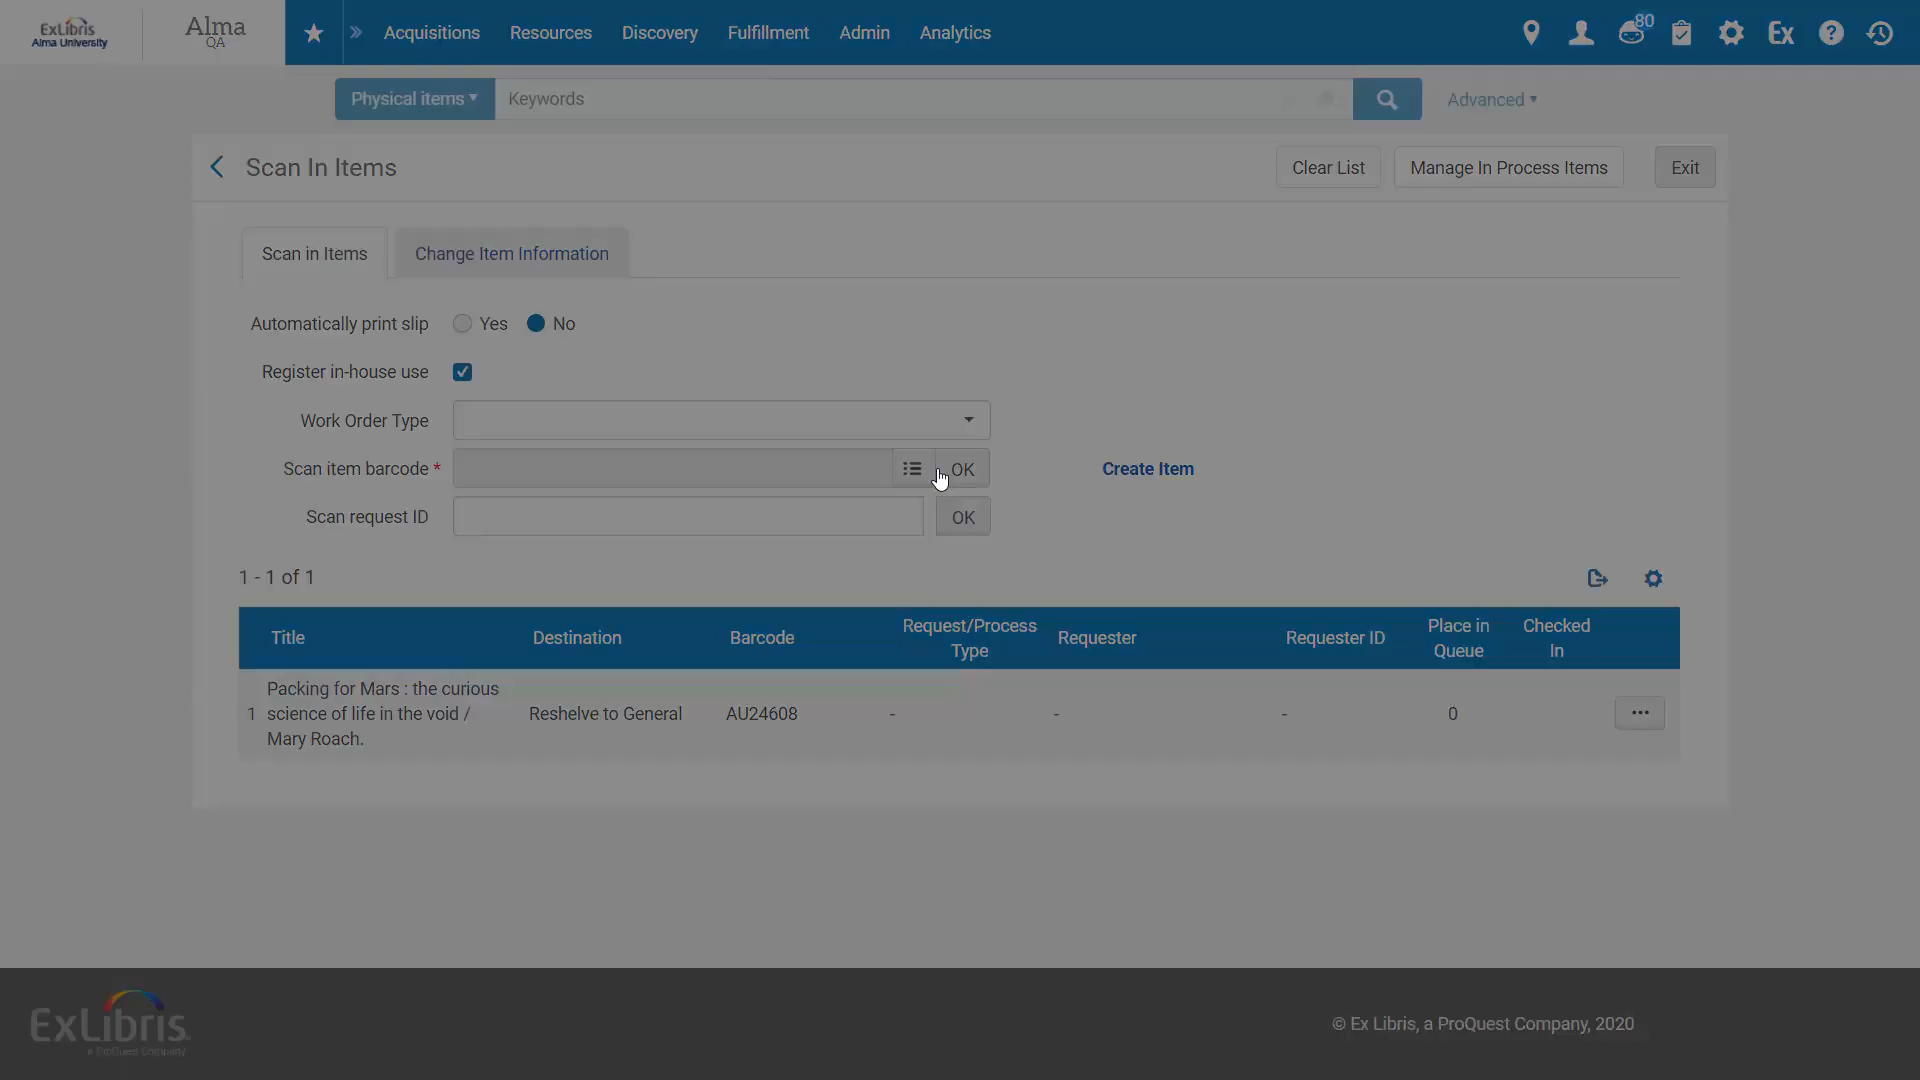 ExLibris
Alma University
Alma
QA
Acquisitions
Resources
Discovery
Fulfillment
Admin
Analytics
80
Ex
Physical items
Keywords
Advanced
Scan In Items
Clear List
Manage In Process Items
Exit
Scan in Items
Change Item Information
Automatically print slip
Yes
No
Register in-house use
Work Order Type
Scan item barcode *
OK
Create Item
Scan request ID
OK
1 - 1 of 1
Title
Destination
Barcode
Request/Process
Type
Requester
Requester ID
Place in
Queue
Checked
In
1
Packing for Mars : the curious
science of life in the void /
Mary Roach.
Reshelve to General
AU24608
-
-
-
0
ExLibris
a ProQuest Company
© Ex Libris, a ProQuest Company, 2020